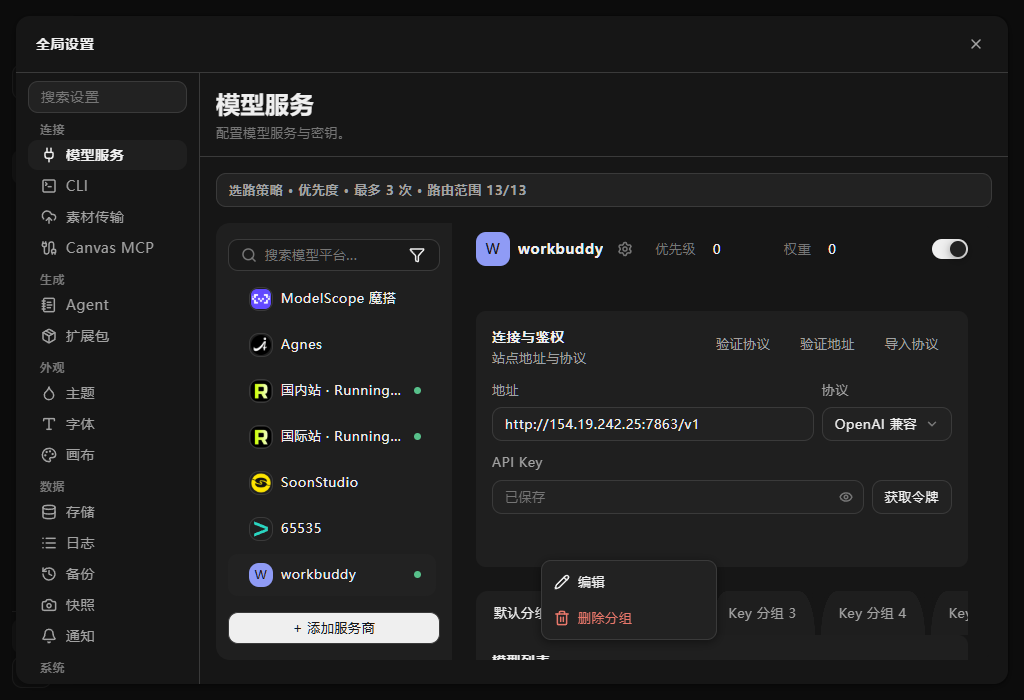 全局设置
搜索设置
连接
模型服务
CLI
素材传输
Canvas MCP
生成
Agent
扩展包
外观
主题
字体
画布
数据
存储
日志
备份
快照
通知
系统
模型服务
配置模型服务与密钥。
选路策略 • 优先度 • 最多 3 次 • 路由范围 13/13
搜索模型平台...
ModelScope 魔搭
Agnes
国内站 · Running...
国际站 · Running...
SoonStudio
65535
W workbuddy
+ 添加服务商
W workbuddy 优先级 0 权重 0
连接与鉴权
站点地址与协议
验证协议 验证地址 导入协议
地址 协议
http://154.19.242.25:7863/v1 OpenAI 兼容
API Key
已保存 获取令牌
编辑
删除分组
默认分组 Key 分组 3 Key 分组 4 Key
模型列表